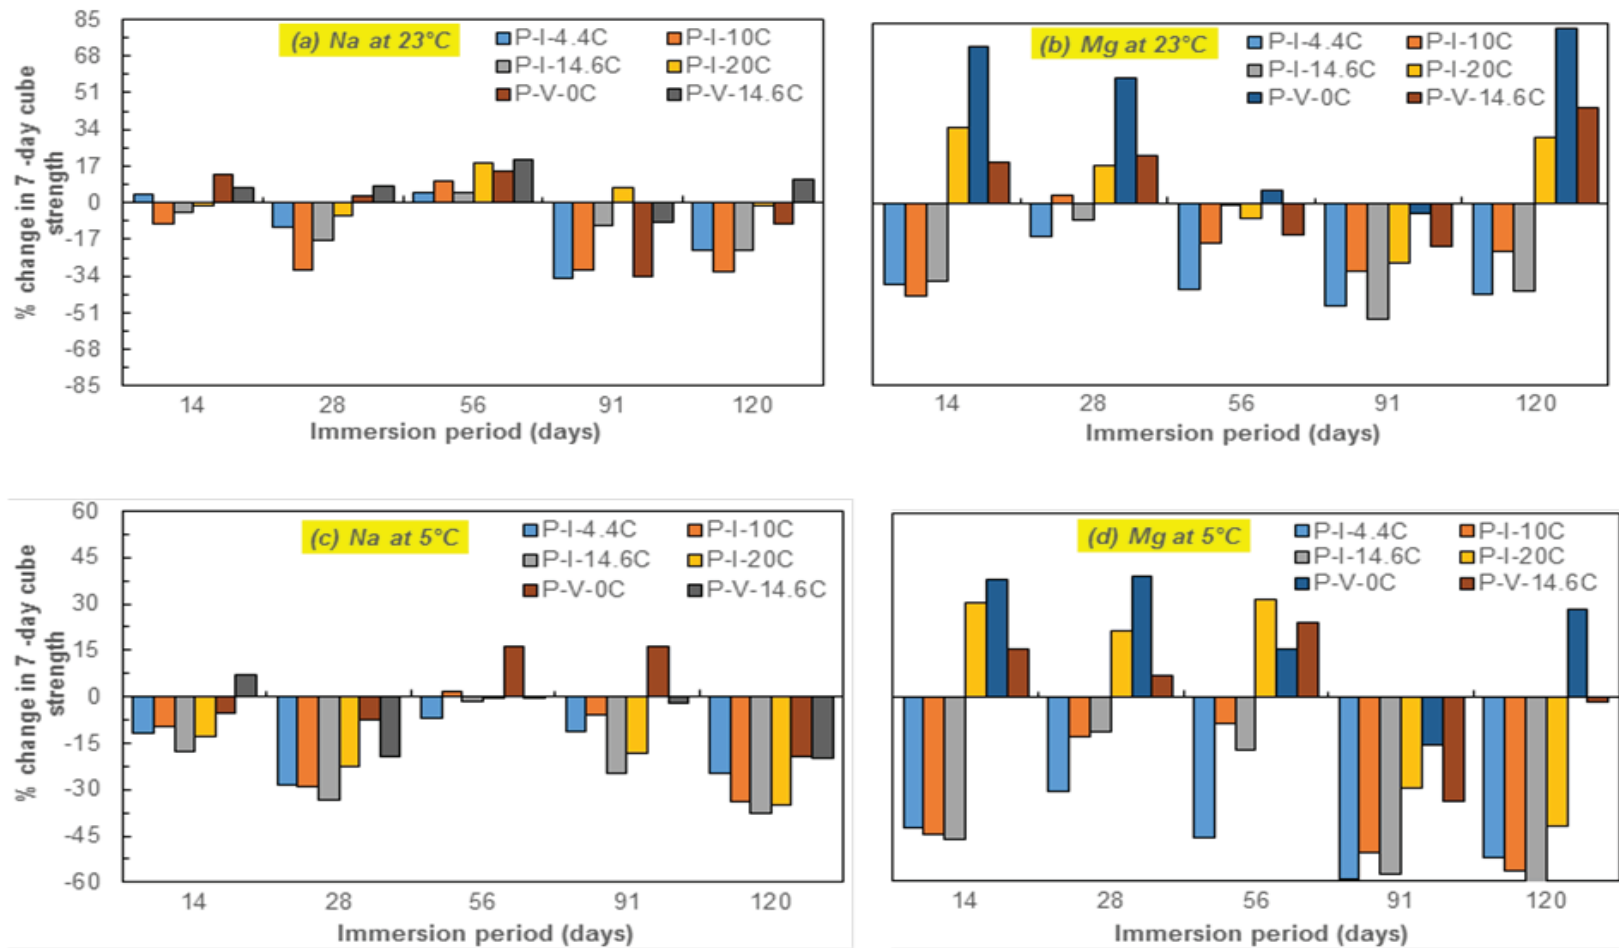 85
68
51
34
17
0
-17
-34
-51
-68
-85
% change in 7 -day cube
strength
(a) Na at 23°C
P-I-4.4C P-I-10C
P-I-14.6C P-I-20C
P-V-0C P-V-14.6C
14 28 56 91 120
Immersion period (days)
(b) Mg at 23°C
P-I-4.4C P-I-10C
P-I-14.6C P-I-20C
P-V-0C P-V-14.6C
14 28 56 91 120
Immersion period (days)
60
45
30
15
0
-15
-30
-45
-60
% change in 7 -day cube
strength
(c) Na at 5°C
P-I-4.4C P-I-10C
P-I-14.6C P-I-20C
P-V-0C P-V-14.6C
14 28 56 91 120
Immersion period (days)
(d) Mg at 5°C
P-I-4.4C P-I-10C
P-I-14.6C P-I-20C
P-V-0C P-V-14.6C
14 28 56 91 120
Immersion period (days)